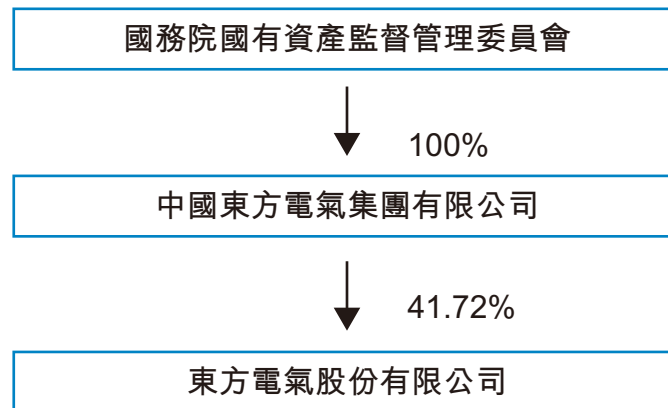 國務院國有資產監督管理委員會
100%
中國東方電氣集團有限公司
41.72%
東方電氣股份有限公司